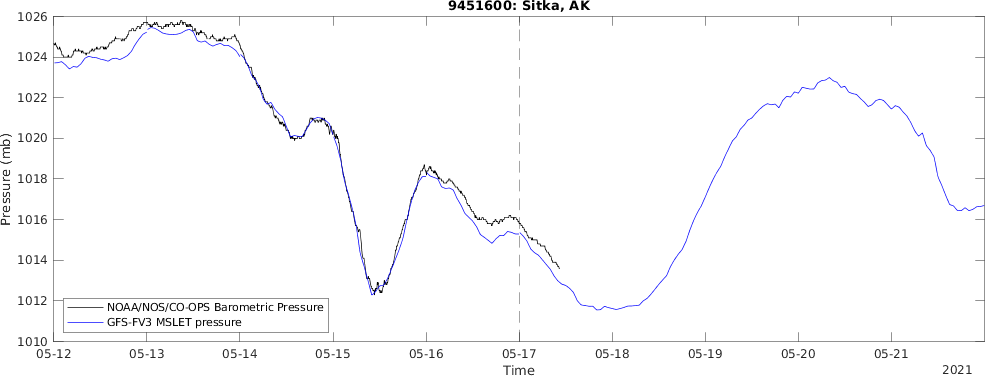 9451600: Sitka, AK
1026
1024
1022
1020
1018
1016
1014
1012
1010
Pressure (mb)
NOAA/NOS/CO-OPS Barometric Pressure
GFS-FV3 MSLET pressure
05-12 05-13 05-14 05-15 05-16 05-17 05-18 05-19 05-20 05-21
Time
2021